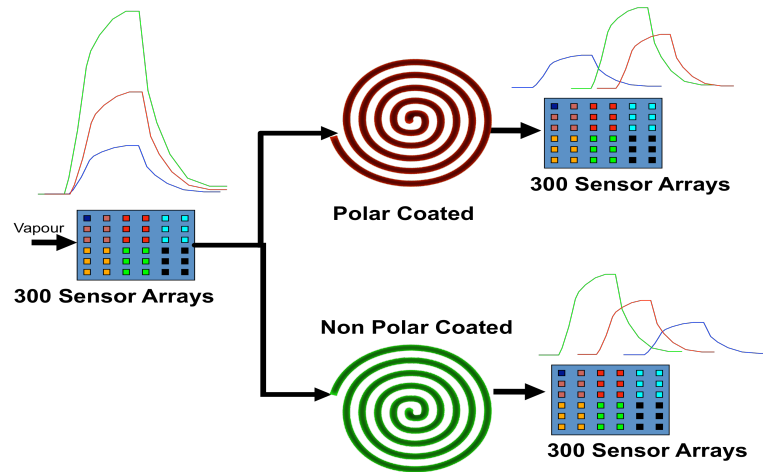 Vapour
300 Sensor Arrays
Polar Coated
300 Sensor Arrays
Non Polar Coated
300 Sensor Arrays